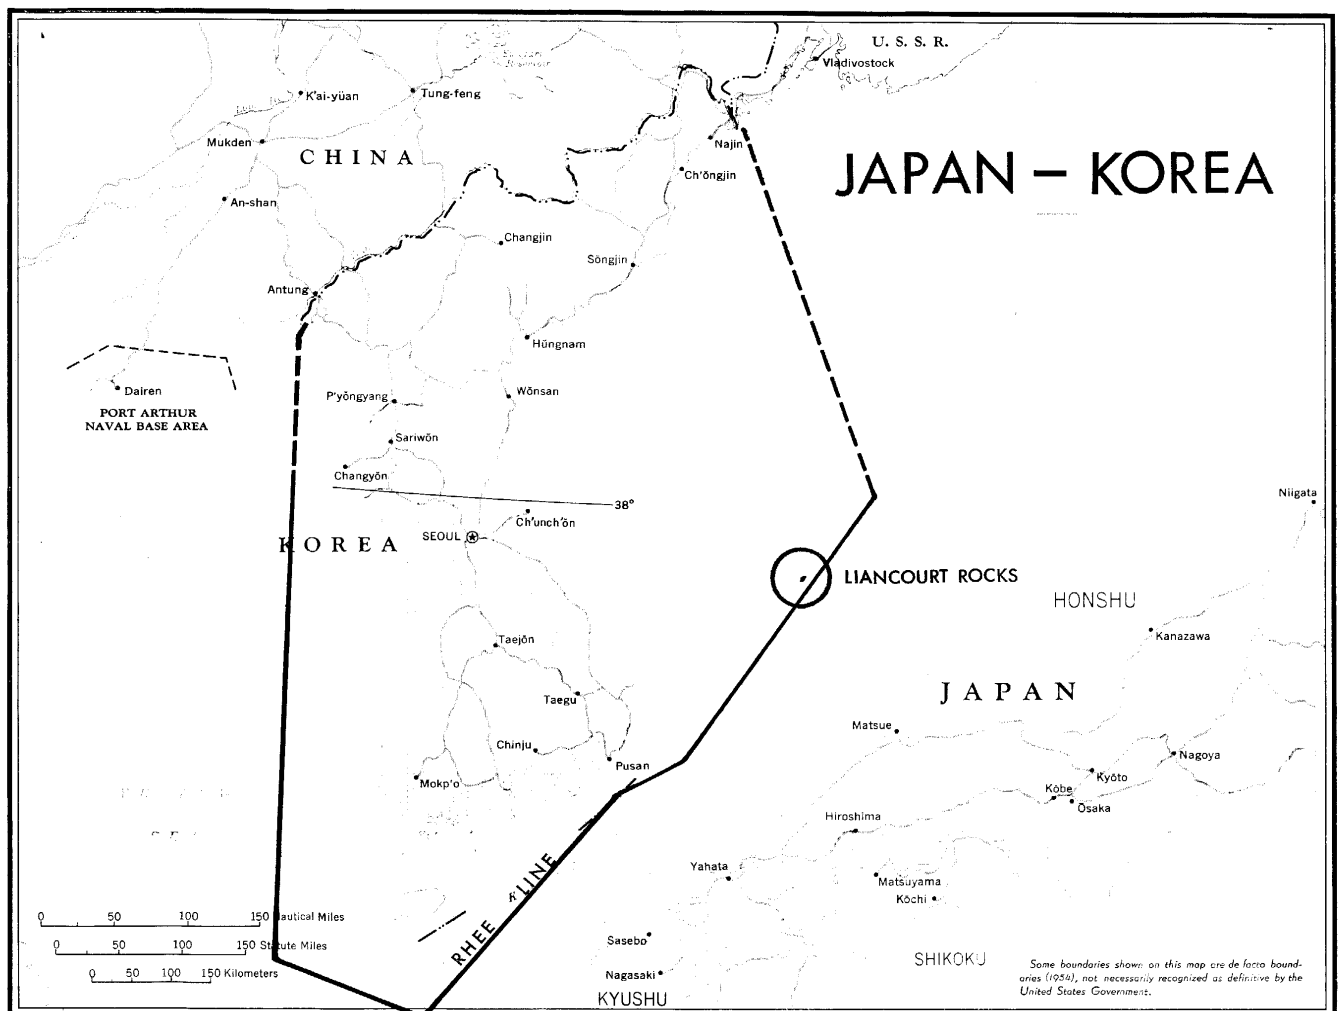 U. S. S. R.
Vladivostock
K'ai-yüan
Tung-feng
Mukden
CHINA
Najin
JAPAN – KOREA
Ch'ŏngjin
An-shan
Changjin
Sŏngjin
Antung
Hŭngnam
Dairen
P'yŏngyang
Wŏnsan
PORT ARTHUR
NAVAL BASE AREA
Sariwŏn
Changyŏn
38°
Niigata
Ch'unch'ŏn
KOREA
SEOUL
LIANCOURT ROCKS
HONSHU
Kanazawa
Taejŏn
JAPAN
Taegu
Matsue
Chinju
Nagoya
Pusan
Kyōto
Mokp'o
Kōbe
Ōsaka
Hiroshima
RHEE LINE
Yahata
Matsuyama
Kōchi
0 50 100 150 Nautical Miles
0 50 100 150 Statute Miles
0 50 100 150 Kilometers
Sasebo
Nagasaki
KYUSHU
SHIKOKU
Some boundaries shown on this map are de facto bound-
aries (1954), not necessarily recognized as definitive by the
United States Government.